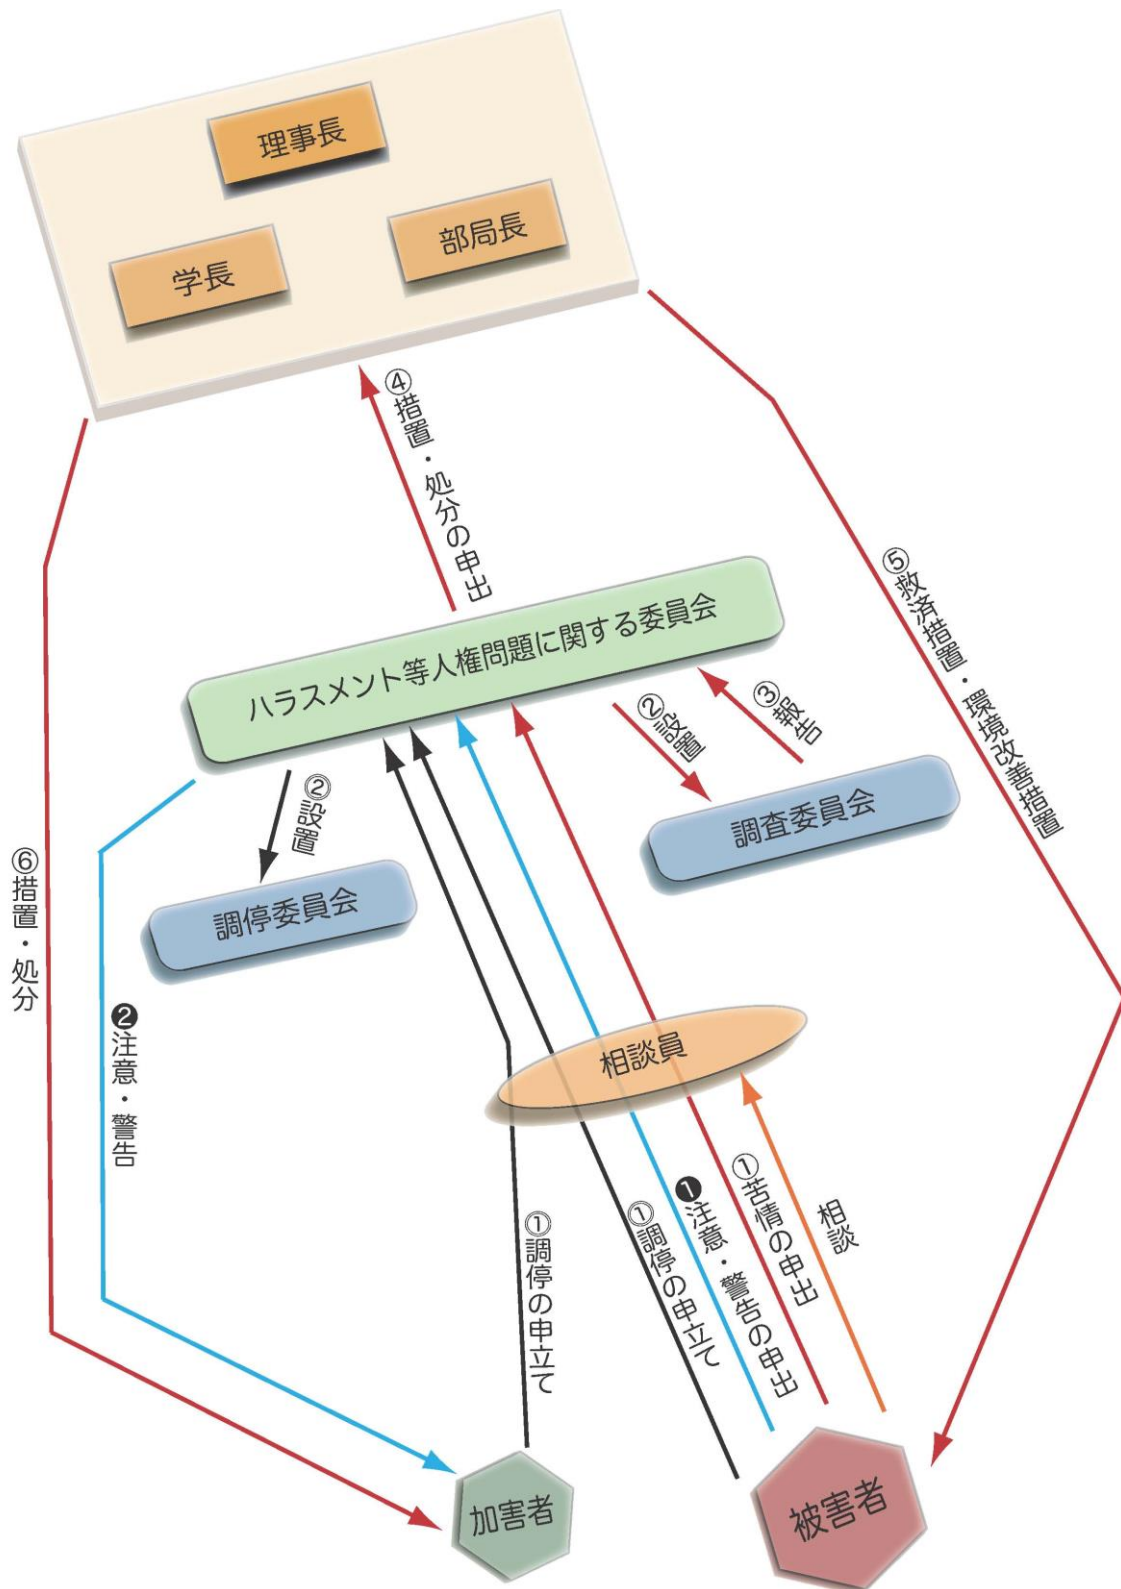 理事長
学長
部局長
④措置・処分の申出
ハラスメント等人権問題に関する委員会
②設置
③報告
調査委員会
⑤救済措置・環境改善措置
②設置
調停委員会
⑥措置・処分
❷注意・警告
相談員
①調停の申立て
①調停の申立て
❶注意・警告の申出
①苦情の申出
相談
加害者
被害者